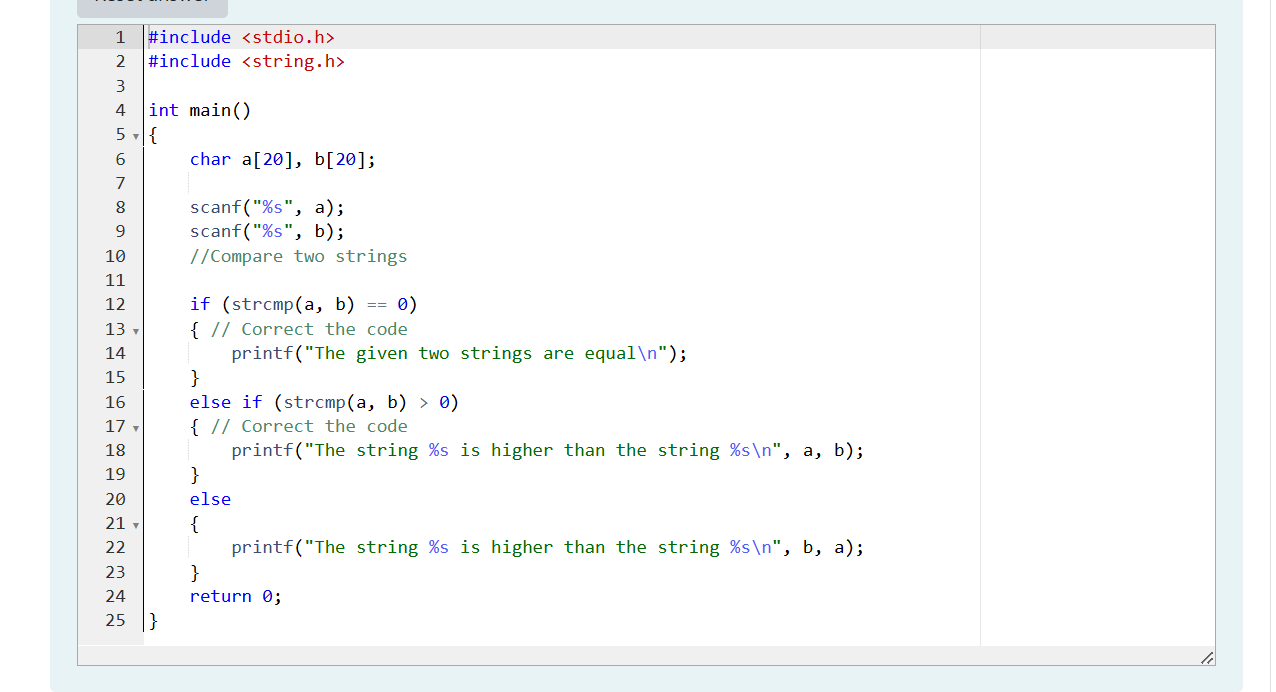 1 #include <stdio.h>
2 #include <string.h>
3
4 int main()
5 {
6     char a[20], b[20];
7
8     scanf("%s", a);
9     scanf("%s", b);
10     //Compare two strings
11
12     if (strcmp(a, b) == 0)
13     { // Correct the code
14         printf("The given two strings are equal\n");
15     }
16     else if (strcmp(a, b) > 0)
17     { // Correct the code
18         printf("The string %s is higher than the string %s\n", a, b);
19     }
20     else
21     {
22         printf("The string %s is higher than the string %s\n", b, a);
23     }
24     return 0;
25 }